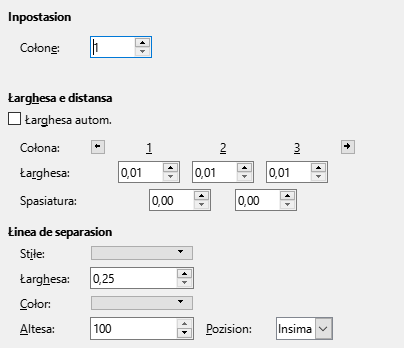 Inpostasion
Cołone: 1
Łarghesa e distansa
Łarghesa autom.
Cołona: 1 2 3
Łarghesa: 0,01 0,01 0,01
Spasiatura: 0,00 0,00
Łinea de separasion
Stiłe:
Łarghesa: 0,25
Color:
Altesa: 100 Pozision: Insima